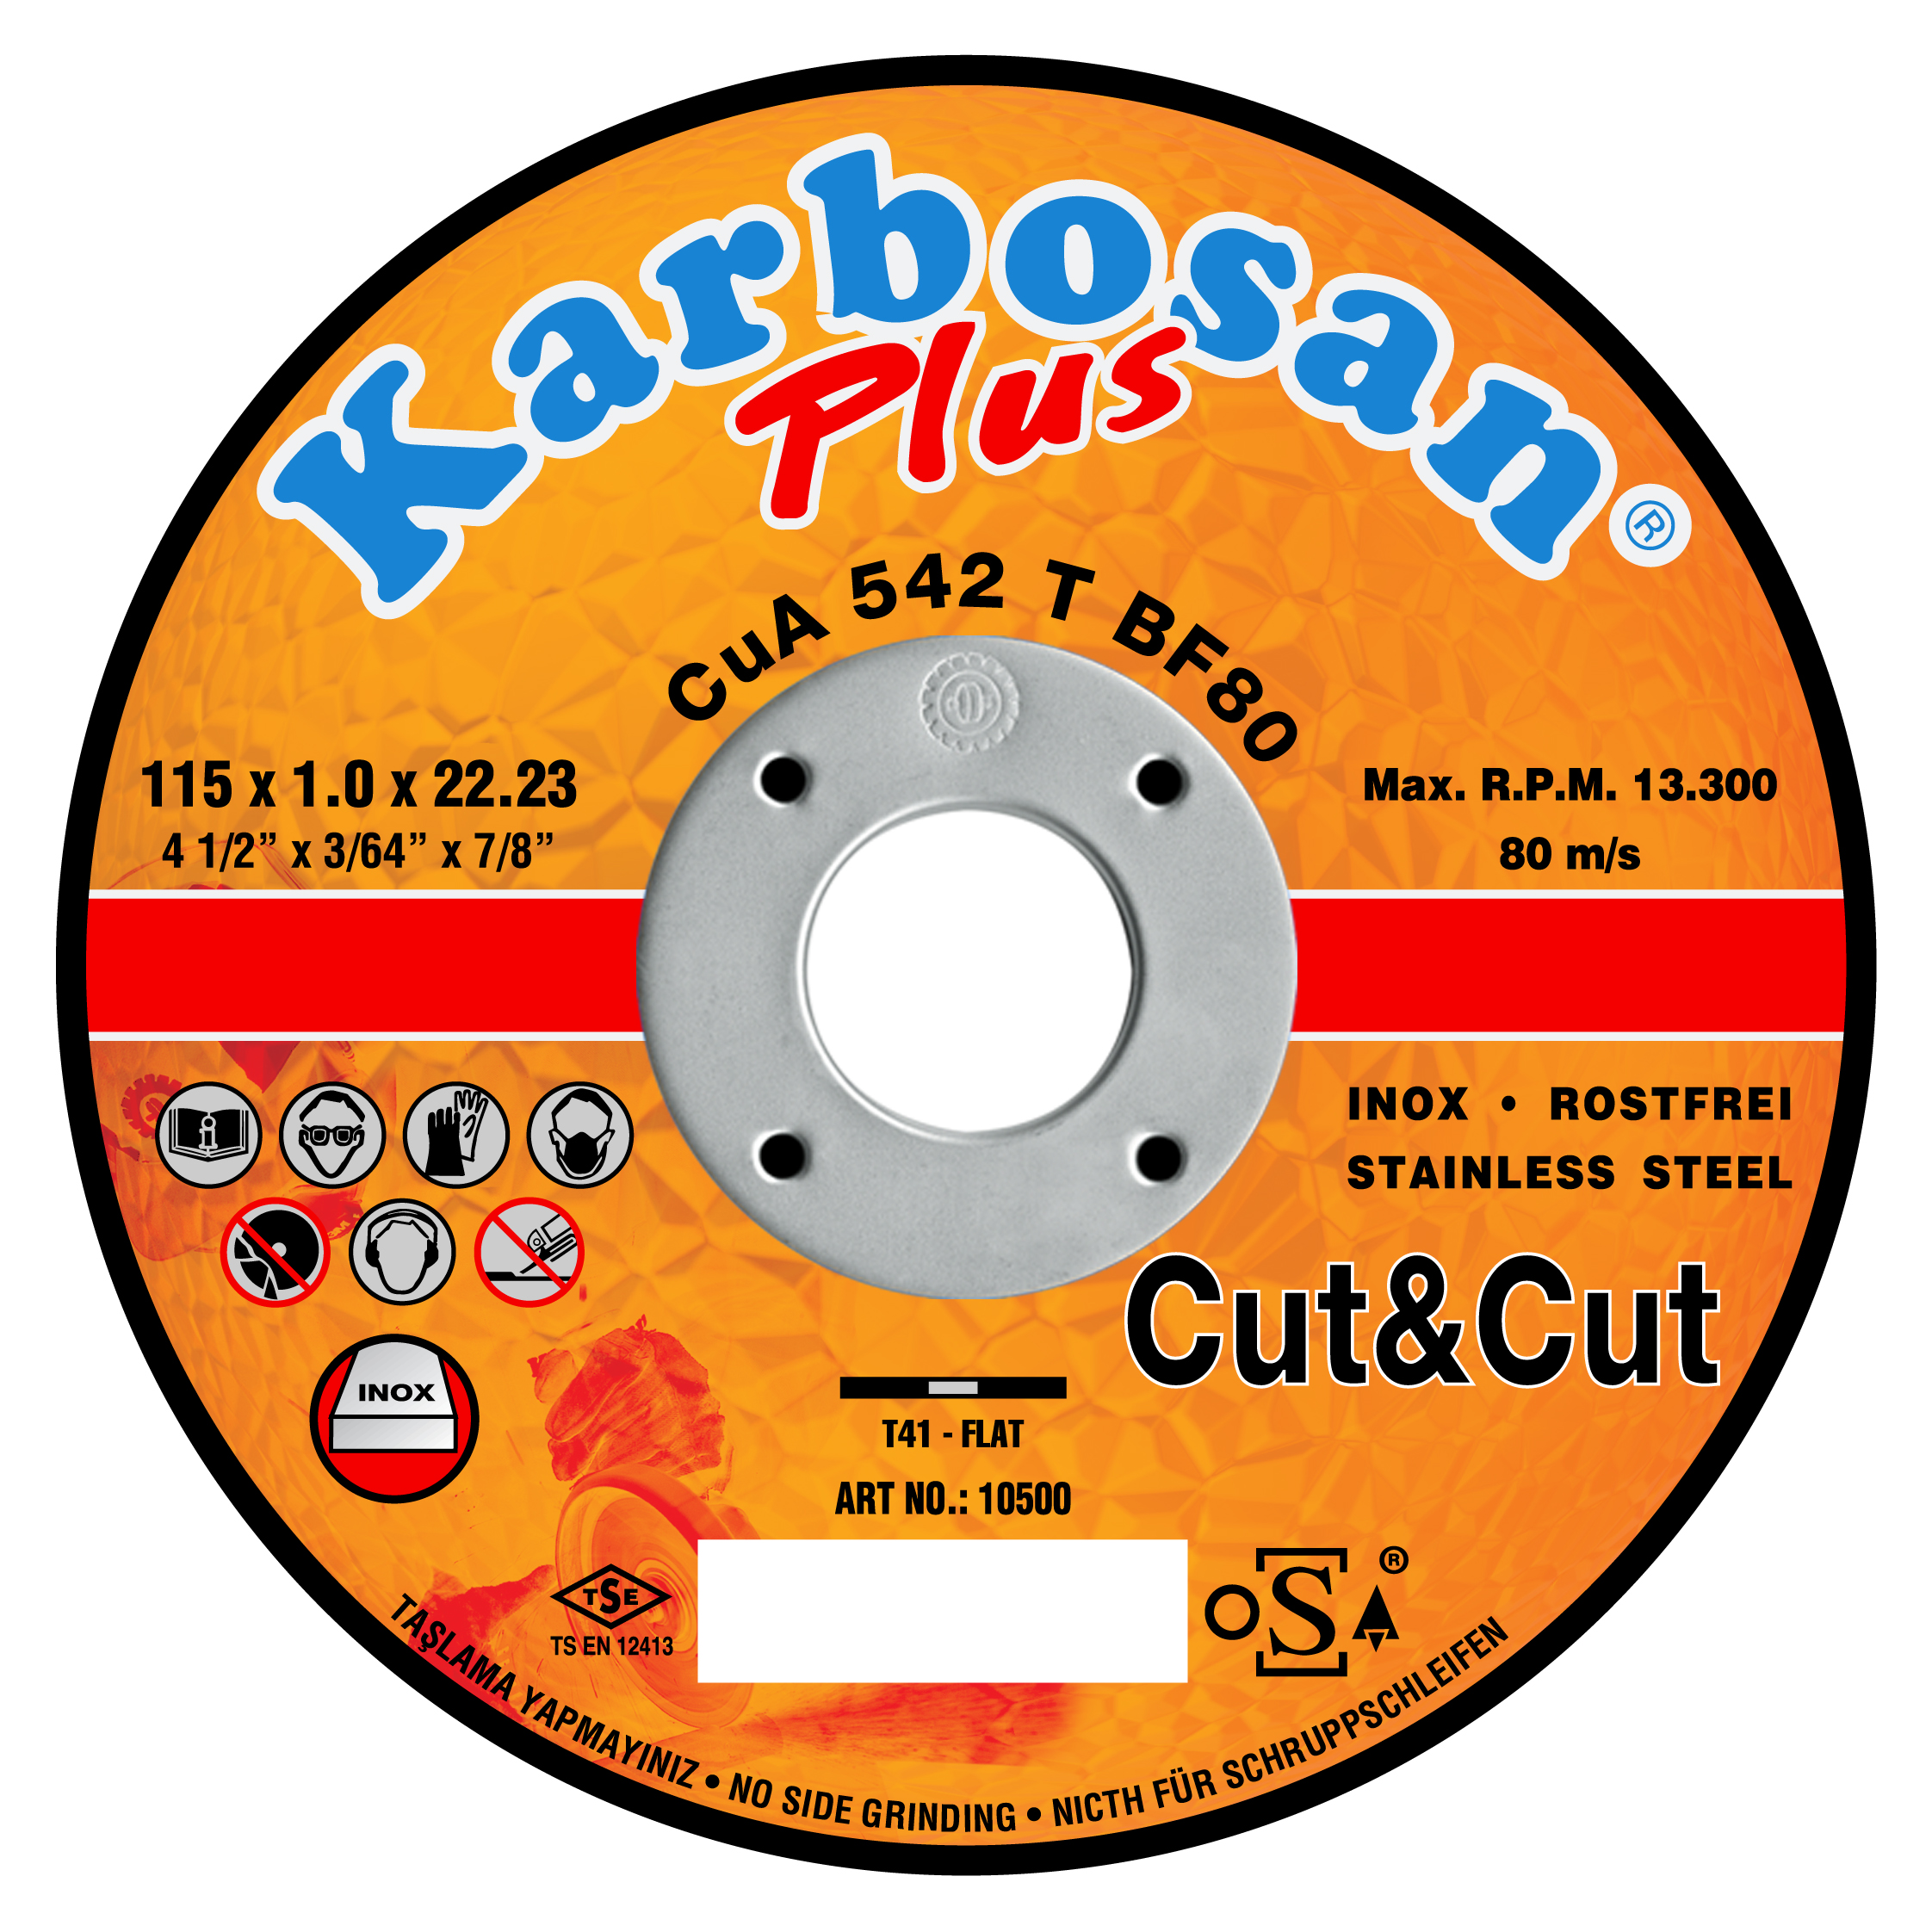 Karbosan®
Plus
CuA 542 T BF80
115 x 1.0 x 22.23
4 1/2” x 3/64” x 7/8”
Max. R.P.M. 13.300
80 m/s
INOX • ROSTFREI
STAINLESS STEEL
Cut&Cut
i
INOX
T41 - FLAT
ART NO.: 10500
TSE
TS EN 12413
oSA®
TAŞLAMA YAPMAYINIZ • NO SIDE GRINDING • NICTH FÜR SCHRUPPSCHLEIFEN